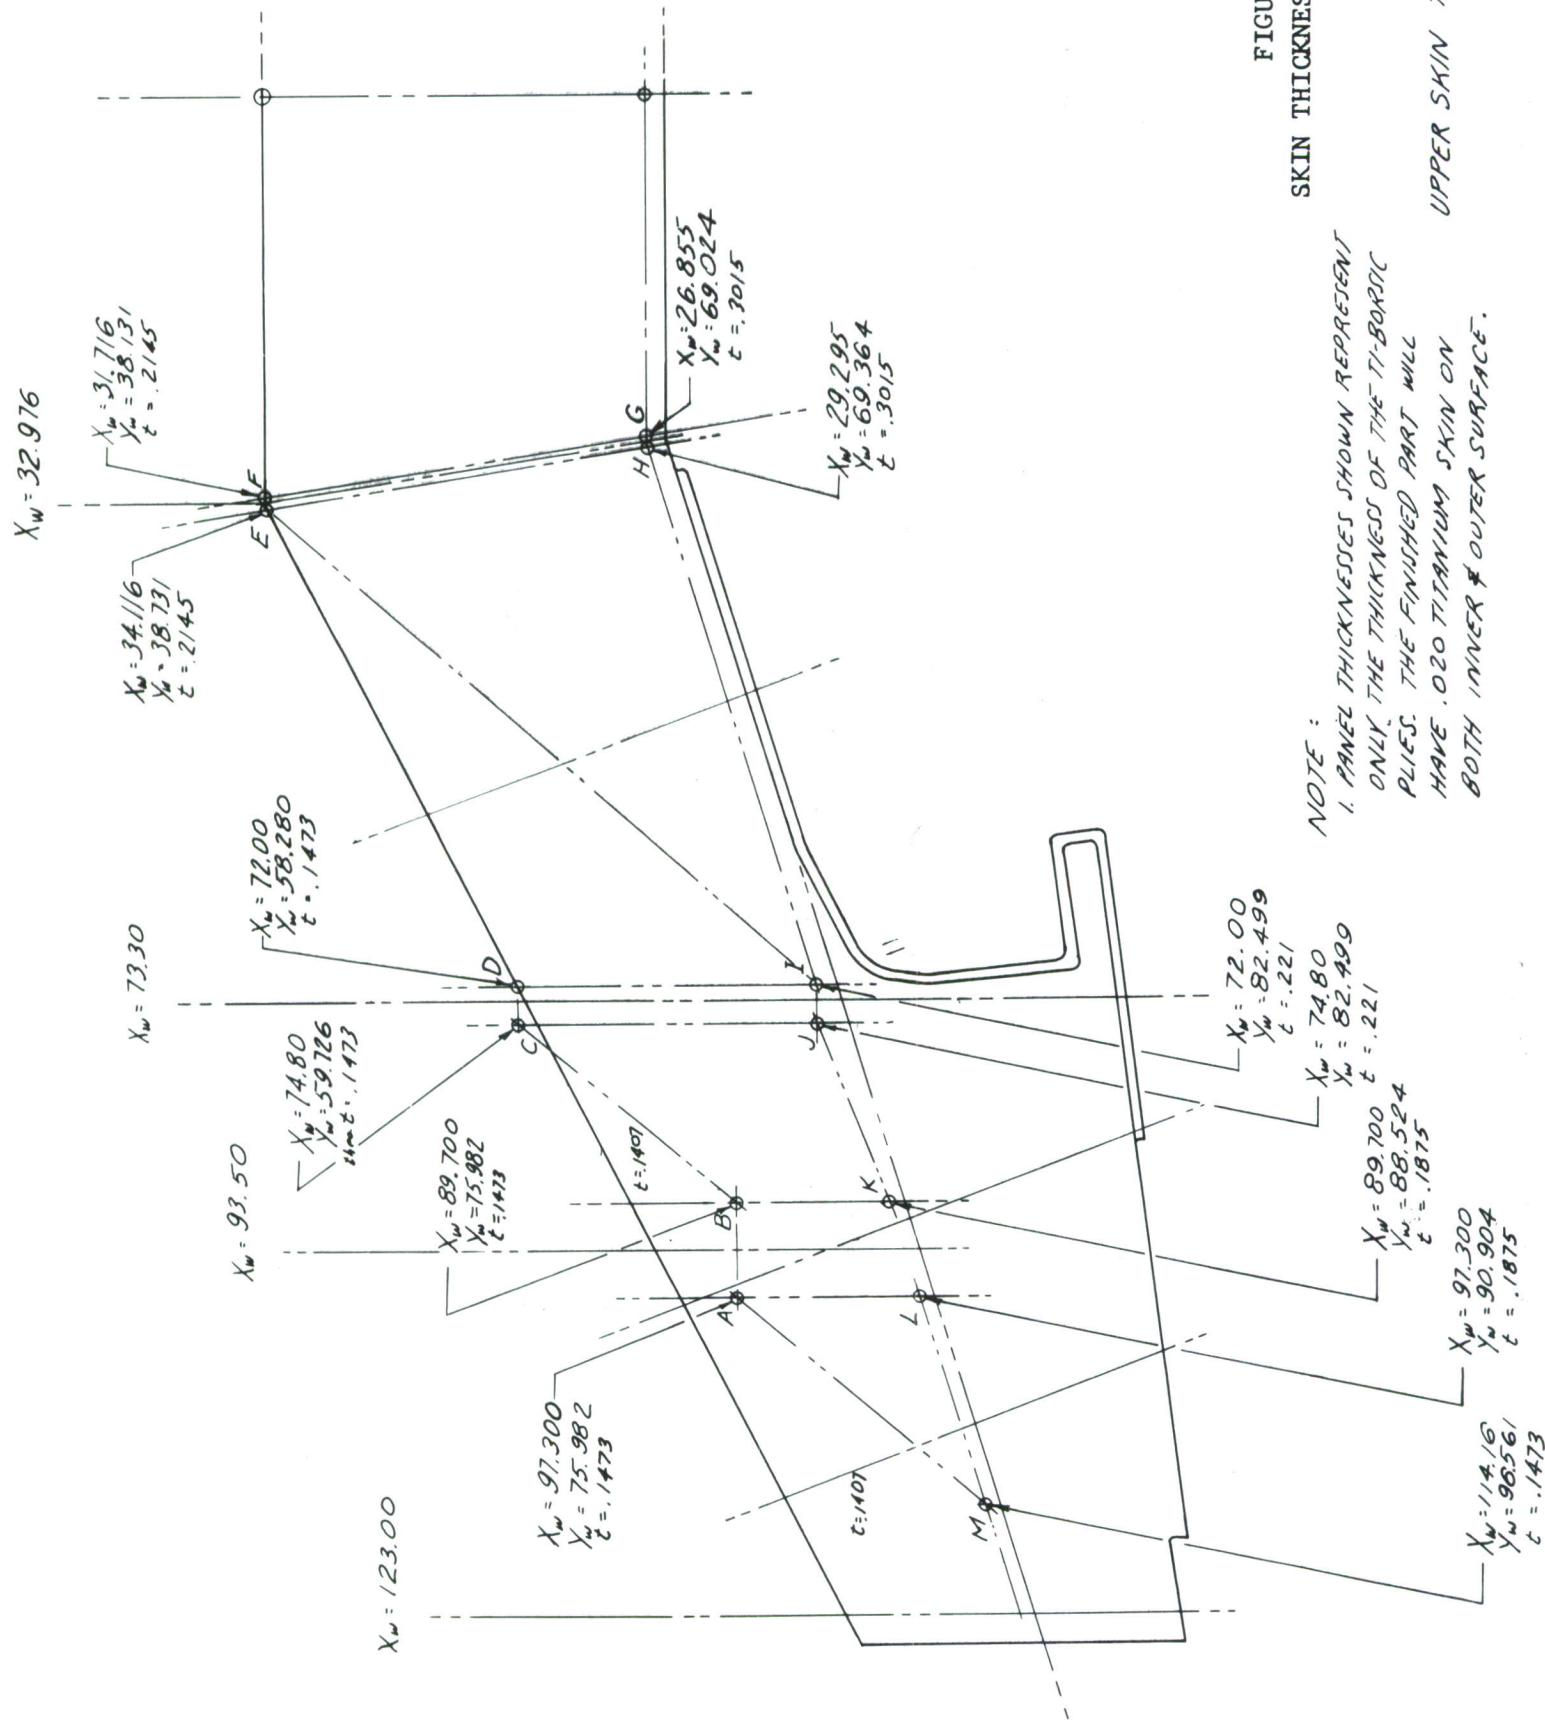 X_W = 123.00
X_W = 93.50
X_W = 73.30
X_W = 32.976
X_W = 97.300
Y_W = 75.982
t = .1473
X_W = 89.700
Y_W = 75.982
t = .1473
X_W = 74.80
Y_W = 59.726
t = .1473
X_W = 72.00
Y_W = 58.280
t = .1473
X_W = 34.116
Y_W = 38.731
t = .2145
X_W = 31.716
Y_W = 38.131
t = .2145
E
F
D
C
t = .1407
B
A
t = .1407
M
L
K
J
I
H
G
X_W = 26.855
Y_W = 69.024
t = .3015
X_W = 29.295
Y_W = 69.364
t = .3015
X_W = 72.00
Y_W = 82.499
t = .221
X_W = 74.80
Y_W = 82.499
t = .221
X_W = 89.700
Y_W = 88.524
t = .1875
X_W = 97.300
Y_W = 90.904
t = .1875
X_W = 114.16
Y_W = 96.561
t = .1473
NOTE :
1. PANEL THICKNESSES SHOWN REPRESENT
ONLY THE THICKNESS OF THE TI-BORSIC
PLIES. THE FINISHED PART WILL
HAVE .020 TITANIUM SKIN ON
BOTH INNER & OUTER SURFACE.
FIGU
SKIN THICKNES
UPPER SKIN